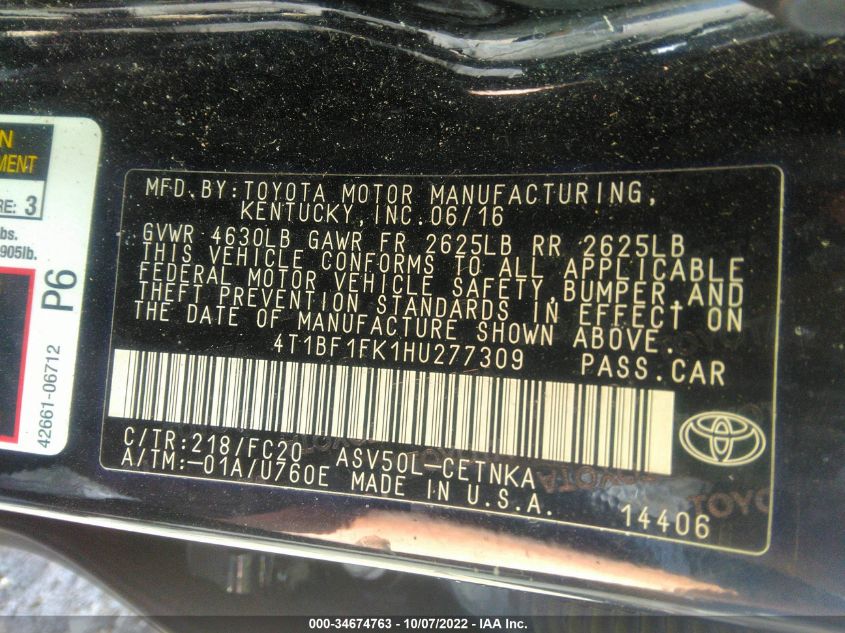 N
EMENT
RE: 3
bs.
905lb.
42661-06712
P6
MFD.BY:TOYOTA MOTOR MANUFACTURING,
KENTUCKY,INC.06/16
GVWR 4630LB GAWR FR 2625LB RR 2625LB
THIS VEHICLE CONFORMS TO ALL APPLICABLE
FEDERAL MOTOR VEHICLE SAFETY,BUMPER,AND
THEFT PREVENTION STANDARDS IN EFFECT ON
THE DATE OF MANUFACTURE SHOWN ABOVE.
4T1BF1FK1HU277309 PASS.CAR
C/TR:218/FC20 ASV50L-CETNKA
A/TM:-01A/U760E MADE IN U.S.A.
14406
000-34674763 - 10/07/2022 - IAA Inc.